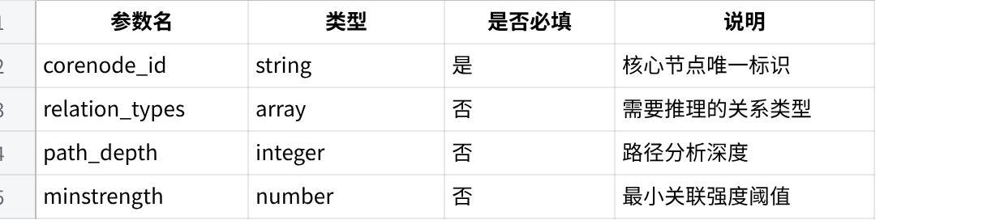 1 参数名 类型 是否必填 说明
2 corenode_id string 是 核心节点唯一标识
3 relation_types array 否 需要推理的关系类型
4 path_depth integer 否 路径分析深度
5 minstrength number 否 最小关联强度阈值